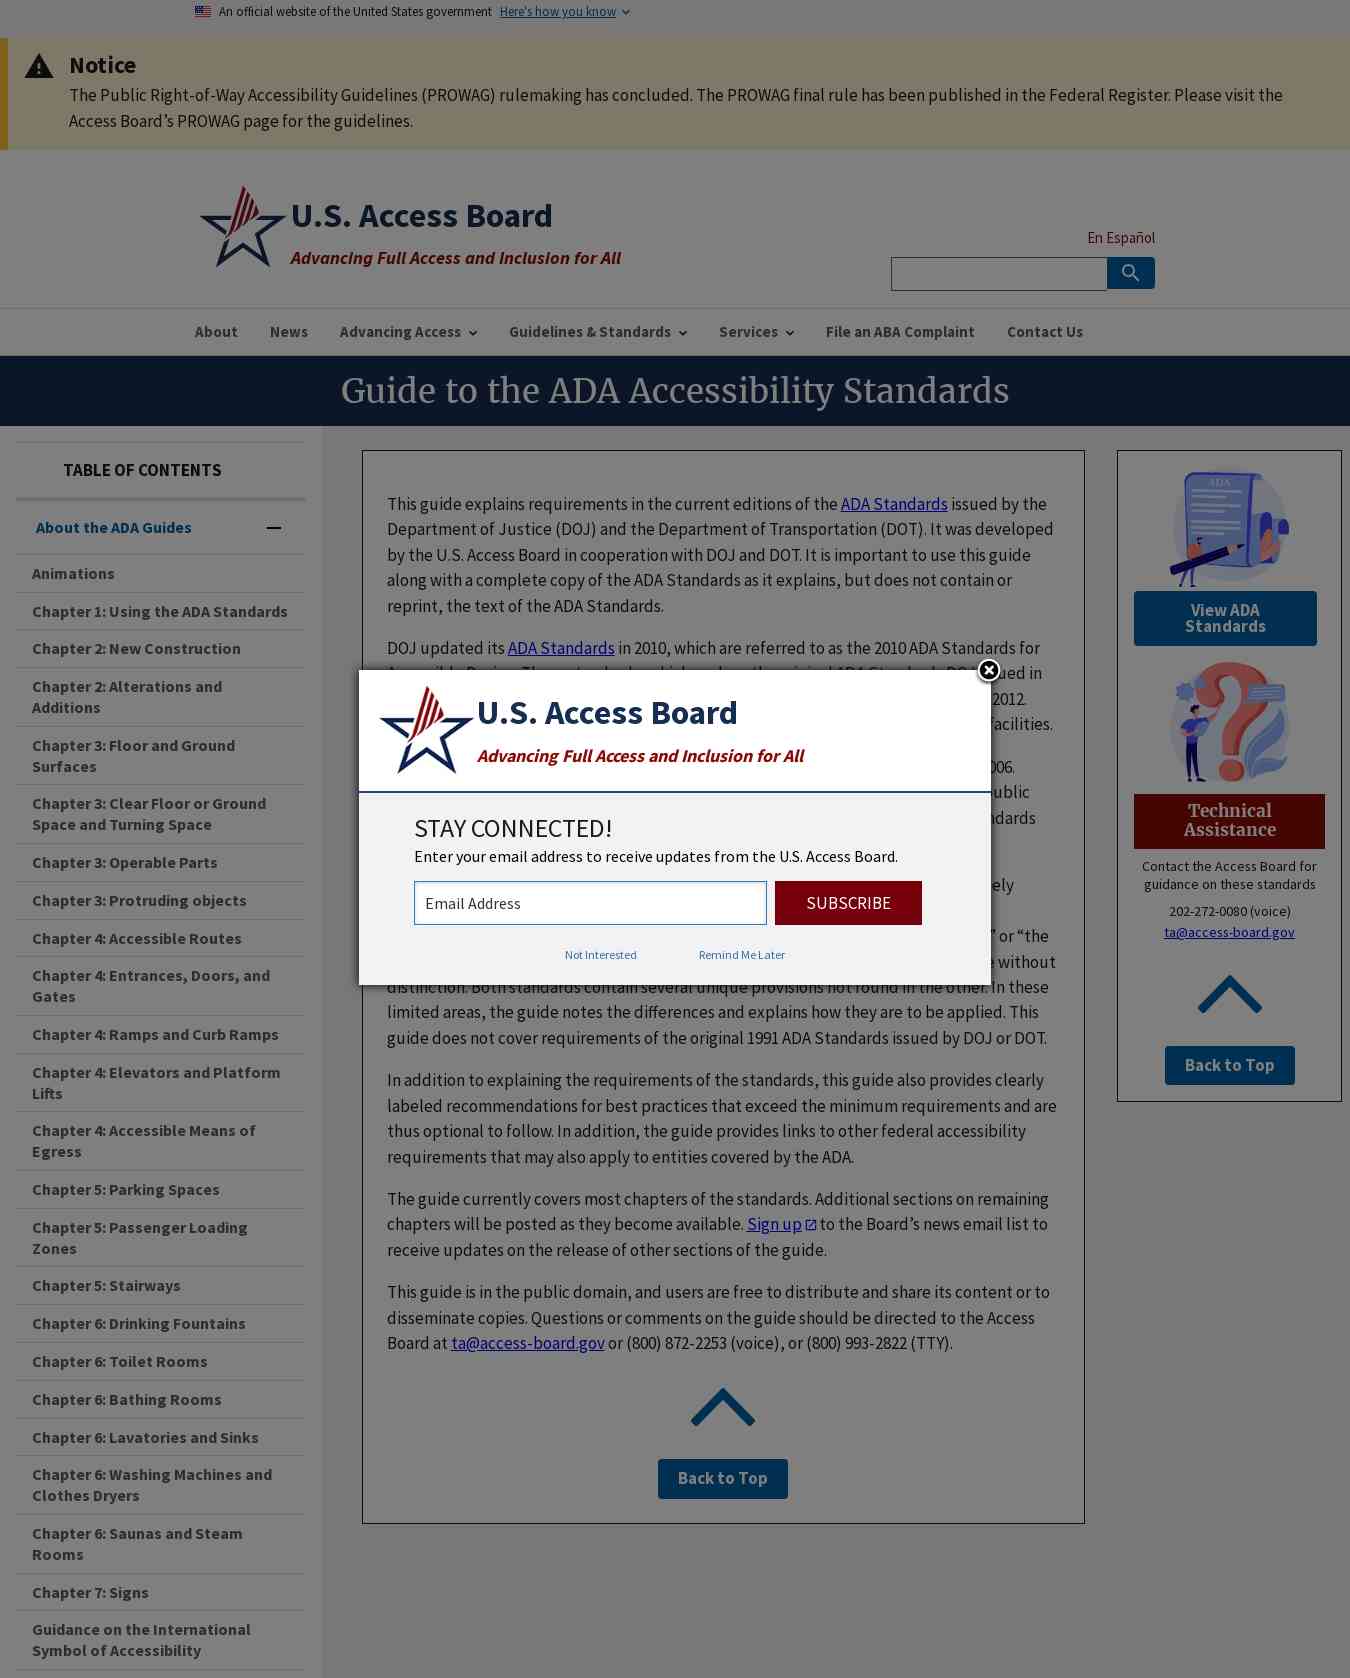 An official website of the United States government Here's how you know
Notice
The Public Right-of-Way Accessibility Guidelines (PROWAG) rulemaking has concluded. The PROWAG final rule has been published in the Federal Register. Please visit the
Access Board’s PROWAG page for the guidelines.
U.S. Access Board
Advancing Full Access and Inclusion for All
En Español
About News Advancing Access Guidelines & Standards Services File an ABA Complaint Contact Us
Guide to the ADA Accessibility Standards
TABLE OF CONTENTS
About the ADA Guides
Animations
Chapter 1: Using the ADA Standards
Chapter 2: New Construction
Chapter 2: Alterations and
Additions
Chapter 3: Floor and Ground
Surfaces
Chapter 3: Clear Floor or Ground
Space and Turning Space
Chapter 3: Operable Parts
Chapter 3: Protruding objects
Chapter 4: Accessible Routes
Chapter 4: Entrances, Doors, and
Gates
Chapter 4: Ramps and Curb Ramps
Chapter 4: Elevators and Platform
Lifts
Chapter 4: Accessible Means of
Egress
Chapter 5: Parking Spaces
Chapter 5: Passenger Loading
Zones
Chapter 5: Stairways
Chapter 6: Drinking Fountains
Chapter 6: Toilet Rooms
Chapter 6: Bathing Rooms
Chapter 6: Lavatories and Sinks
Chapter 6: Washing Machines and
Clothes Dryers
Chapter 6: Saunas and Steam
Rooms
Chapter 7: Signs
Guidance on the International
Symbol of Accessibility
This guide explains requirements in the current editions of the ADA Standards issued by the
Department of Justice (DOJ) and the Department of Transportation (DOT). It was developed
by the U.S. Access Board in cooperation with DOJ and DOT. It is important to use this guide
along with a complete copy of the ADA Standards as it explains, but does not contain or
reprint, the text of the ADA Standards.
DOJ updated its ADA Standards in 2010, which are referred to as the 2010 ADA Standards for
in
2012.
facilities.
U.S. Access Board
Advancing Full Access and Inclusion for All
STAY CONNECTED!
Enter your email address to receive updates from the U.S. Access Board.
Email Address SUBSCRIBE
Not Interested Remind Me Later
or “the
without
distinction. Both standards contain several unique provisions not found in the other. In these
limited areas, the guide notes the differences and explains how they are to be applied. This
guide does not cover requirements of the original 1991 ADA Standards issued by DOJ or DOT.
In addition to explaining the requirements of the standards, this guide also provides clearly
labeled recommendations for best practices that exceed the minimum requirements and are
thus optional to follow. In addition, the guide provides links to other federal accessibility
requirements that may also apply to entities covered by the ADA.
The guide currently covers most chapters of the standards. Additional sections on remaining
chapters will be posted as they become available. Sign up to the Board’s news email list to
receive updates on the release of other sections of the guide.
This guide is in the public domain, and users are free to distribute and share its content or to
disseminate copies. Questions or comments on the guide should be directed to the Access
Board at ta@access-board.gov or (800) 872-2253 (voice), or (800) 993-2822 (TTY).
Back to Top
ADA
View ADA
Standards
Technical
Assistance
Contact the Access Board for
guidance on these standards
202-272-0080 (voice)
ta@access-board.gov
Back to Top